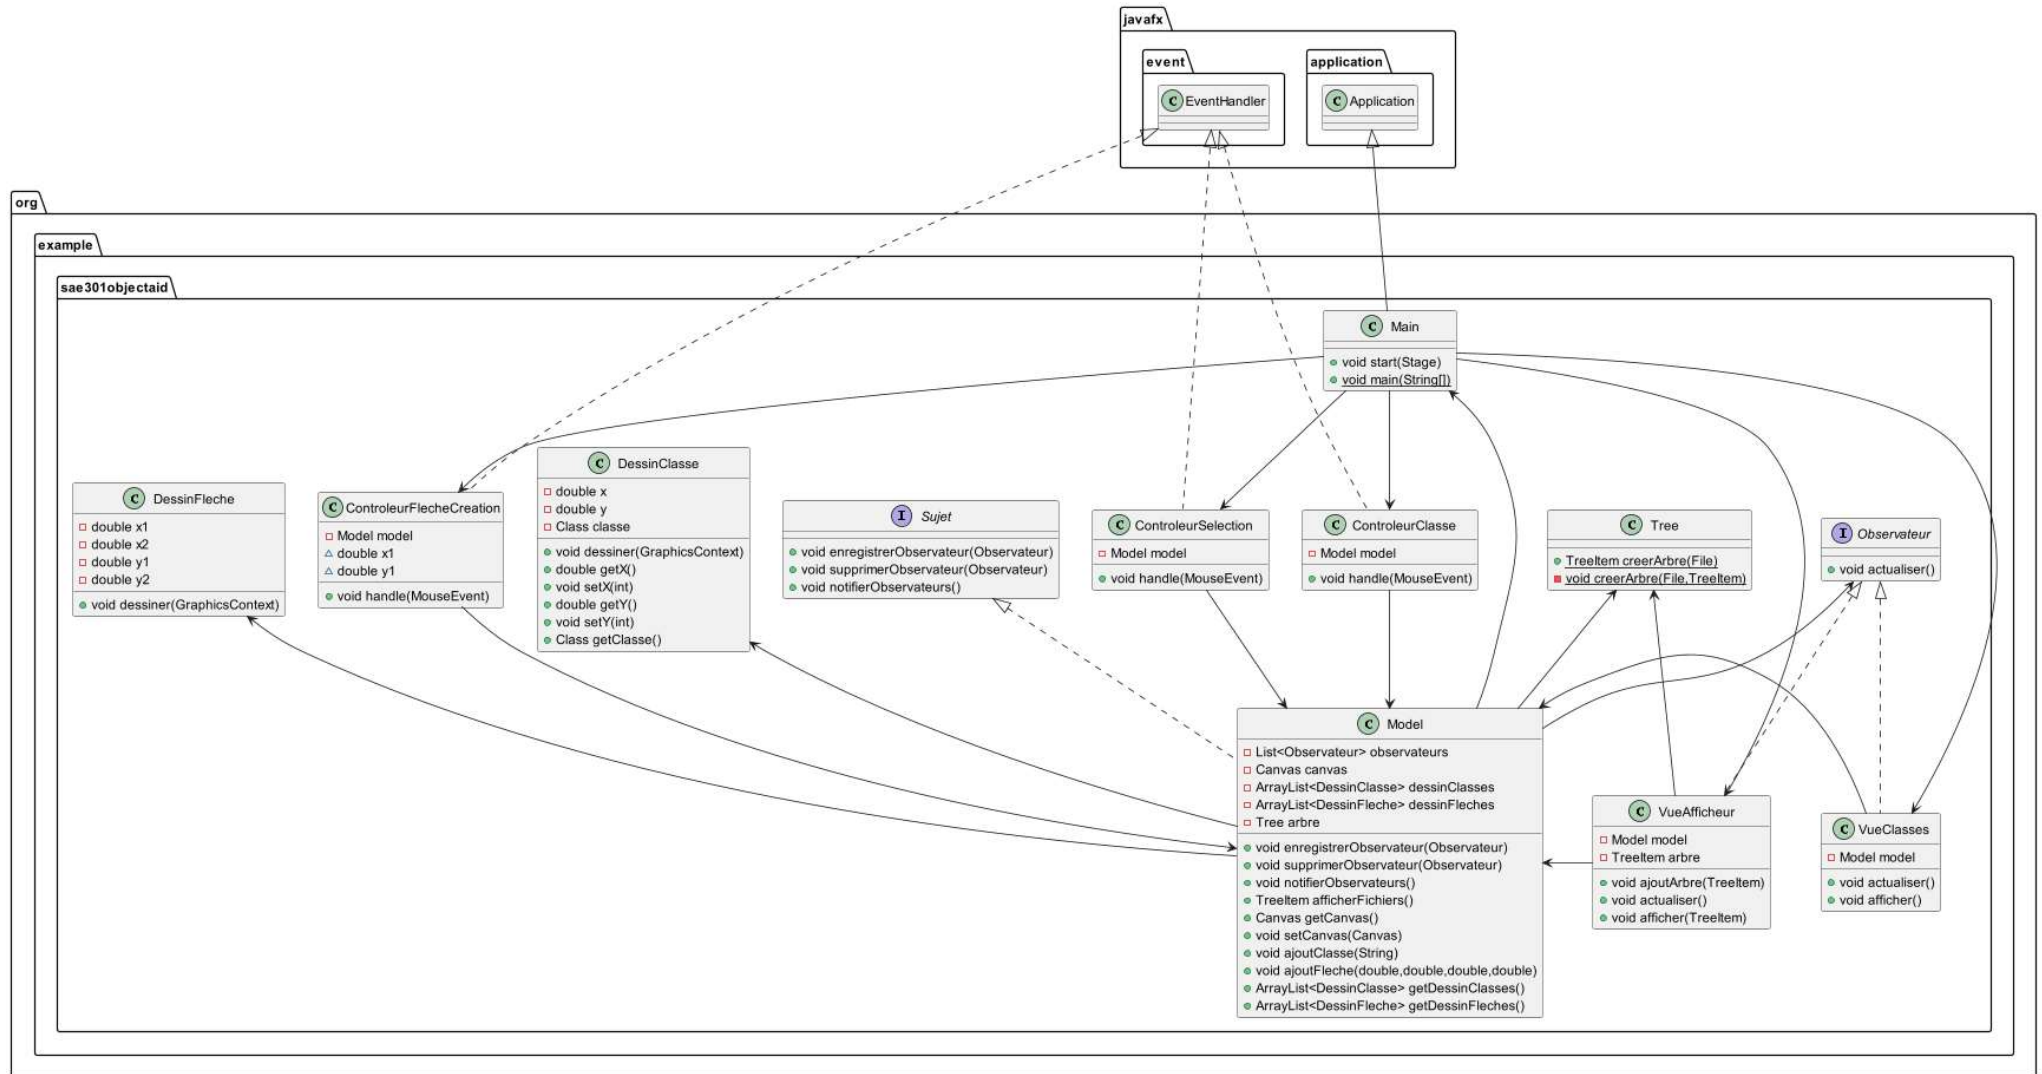 javafx
event
application
C EventHandler
C Application
org
example
sae301objectaid
C Main
void start(Stage)
void main(String[])
C DessinFleche
double x1
double x2
double y1
double y2
void dessiner(GraphicsContext)
C ControleurFlecheCreation
Model model
double x1
double y1
void handle(MouseEvent)
C DessinClasse
double x
double y
Class classe
void dessiner(GraphicsContext)
double getX()
void setX(int)
double getY()
void setY(int)
Class getClasse()
I Sujet
void enregistrerObservateur(Observateur)
void supprimerObservateur(Observateur)
void notifierObservateurs()
C ControleurSelection
Model model
void handle(MouseEvent)
C ControleurClasse
Model model
void handle(MouseEvent)
C Tree
TreeItem creerArbre(File)
void creerArbre(File,TreeItem)
I Observateur
void actualiser()
C Model
List<Observateur> observateurs
Canvas canvas
ArrayList<DessinClasse> dessinClasses
ArrayList<DessinFleche> dessinFleches
Tree arbre
void enregistrerObservateur(Observateur)
void supprimerObservateur(Observateur)
void notifierObservateurs()
TreeItem afficherFichiers()
Canvas getCanvas()
void setCanvas(Canvas)
void ajoutClasse(String)
void ajoutFleche(double,double,double,double)
ArrayList<DessinClasse> getDessinClasses()
ArrayList<DessinFleche> getDessinFleches()
C VueAfficheur
Model model
TreeItem arbre
void ajoutArbre(TreeItem)
void actualiser()
void afficher(TreeItem)
C VueClasses
Model model
void actualiser()
void afficher()